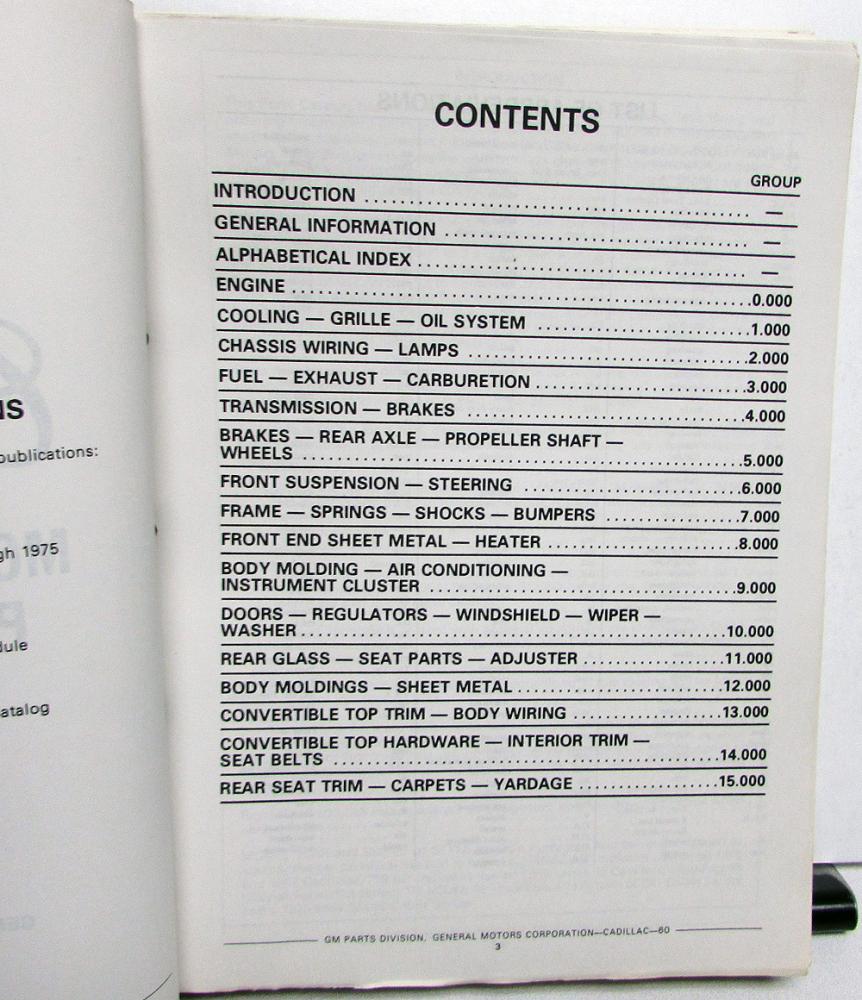 CONTENTS
GROUP
INTRODUCTION .......... —
GENERAL INFORMATION .......... —
ALPHABETICAL INDEX .......... —
ENGINE .......... 0.000
COOLING — GRILLE — OIL SYSTEM .......... 1.000
CHASSIS WIRING — LAMPS .......... 2.000
FUEL — EXHAUST — CARBURETION .......... 3.000
TRANSMISSION — BRAKES .......... 4.000
BRAKES — REAR AXLE — PROPELLER SHAFT —
WHEELS .......... 5.000
FRONT SUSPENSION — STEERING .......... 6.000
FRAME — SPRINGS — SHOCKS — BUMPERS .......... 7.000
FRONT END SHEET METAL — HEATER .......... 8.000
BODY MOLDING — AIR CONDITIONING —
INSTRUMENT CLUSTER .......... 9.000
DOORS — REGULATORS — WINDSHIELD — WIPER —
WASHER .......... 10.000
REAR GLASS — SEAT PARTS — ADJUSTER .......... 11.000
BODY MOLDINGS — SHEET METAL .......... 12.000
CONVERTIBLE TOP TRIM — BODY WIRING .......... 13.000
CONVERTIBLE TOP HARDWARE — INTERIOR TRIM —
SEAT BELTS .......... 14.000
REAR SEAT TRIM — CARPETS — YARDAGE .......... 15.000
GM PARTS DIVISION, GENERAL MOTORS CORPORATION—CADILLAC—60
3
publications:
1975